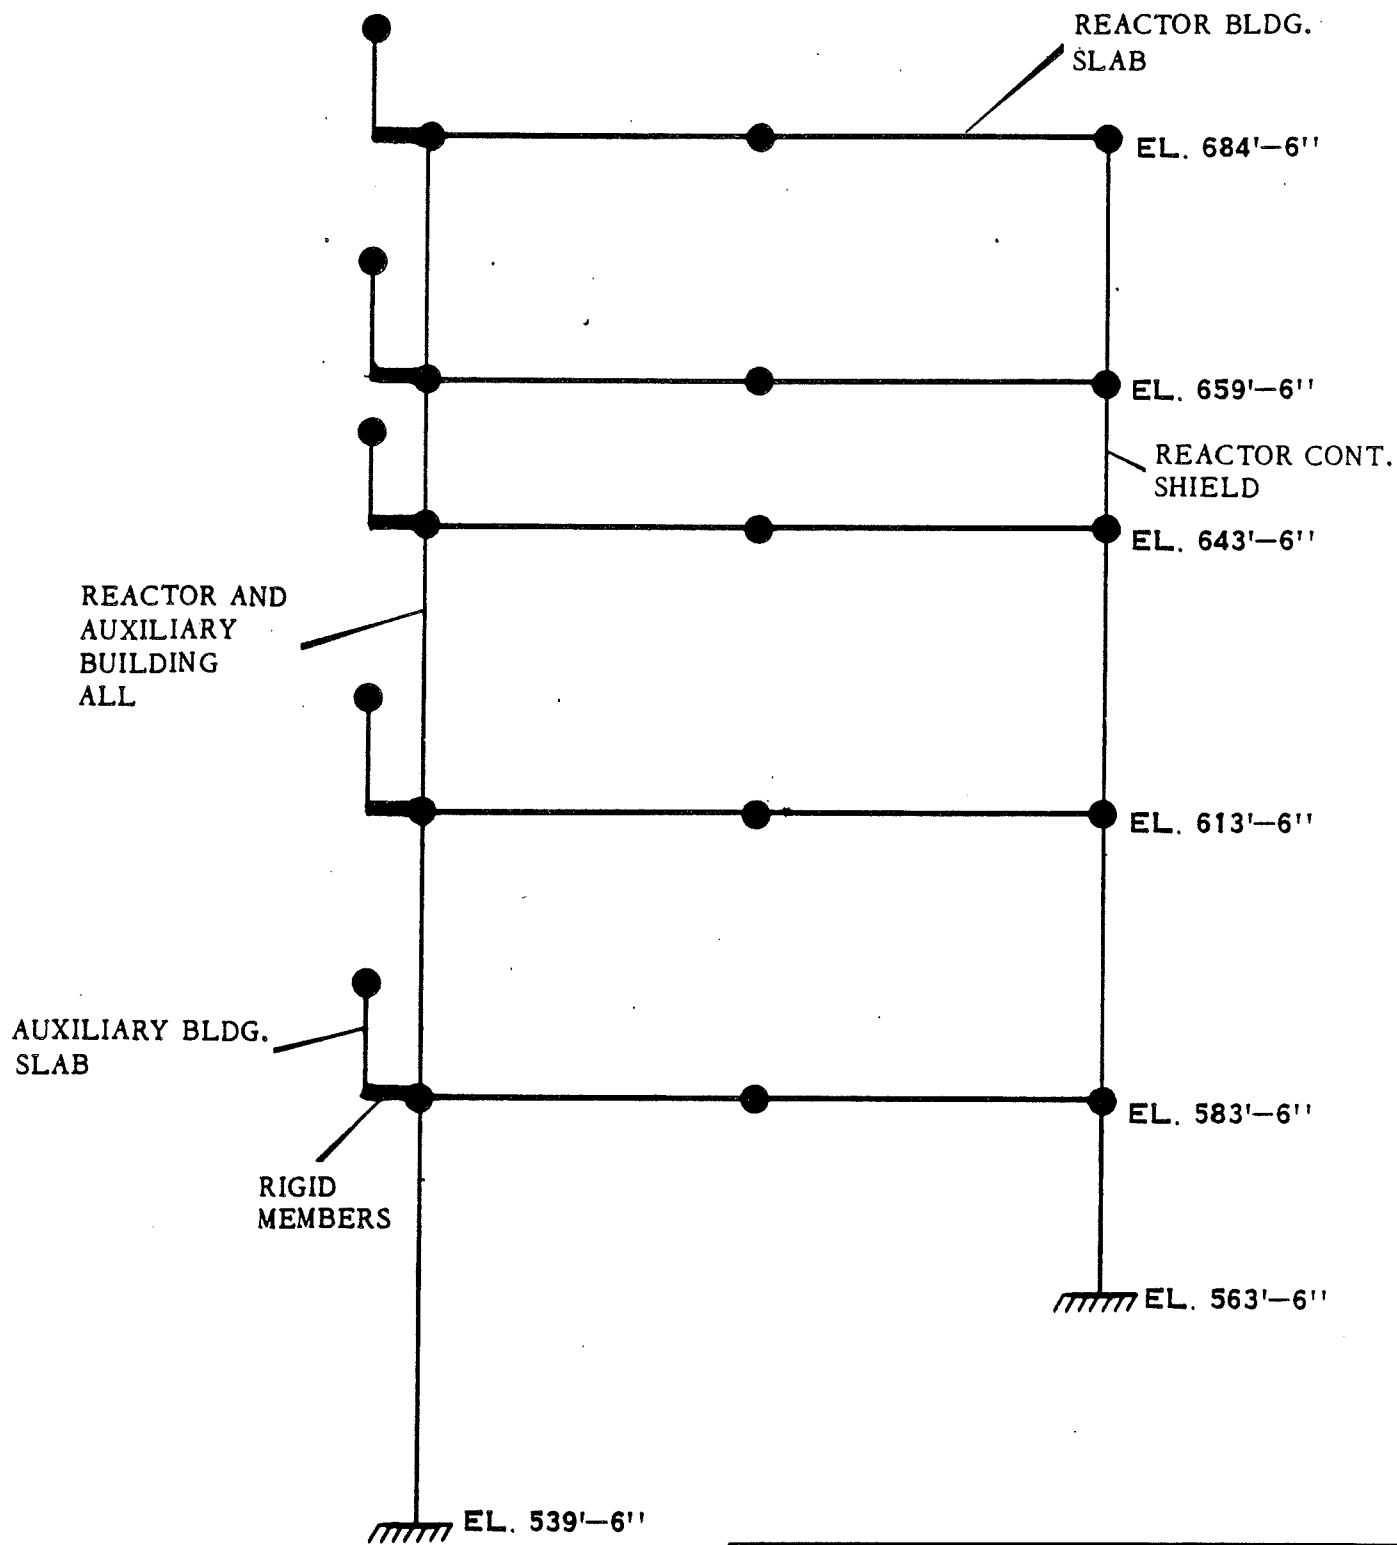 REACTOR BLDG.
SLAB
EL. 684'-6''
EL. 659'-6''
REACTOR CONT.
SHIELD
EL. 643'-6''
REACTOR AND
AUXILIARY
BUILDING
ALL
EL. 613'-6''
AUXILIARY BLDG.
SLAB
EL. 583'-6''
RIGID
MEMBERS
EL. 563'-6''
EL. 539'-6''